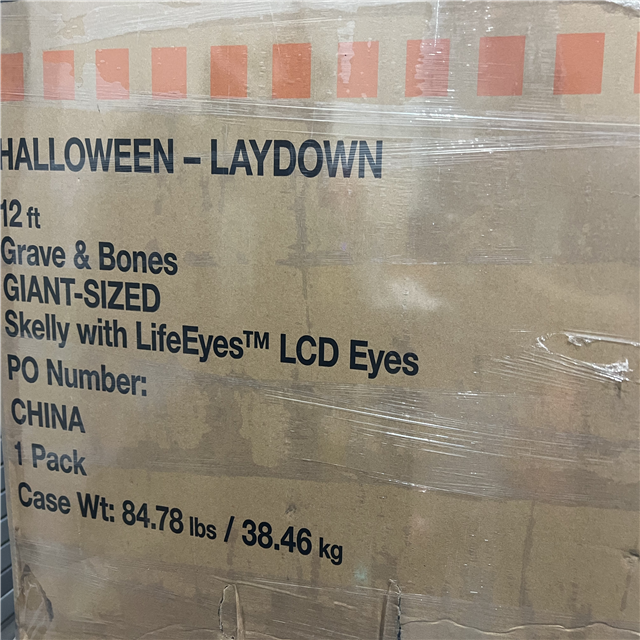 HALLOWEEN – LAYDOWN
12 ft
Grave & Bones
GIANT-SIZED
Skelly with LifeEyes™ LCD Eyes
PO Number:
CHINA
1 Pack
Case Wt: 84.78 lbs / 38.46 kg